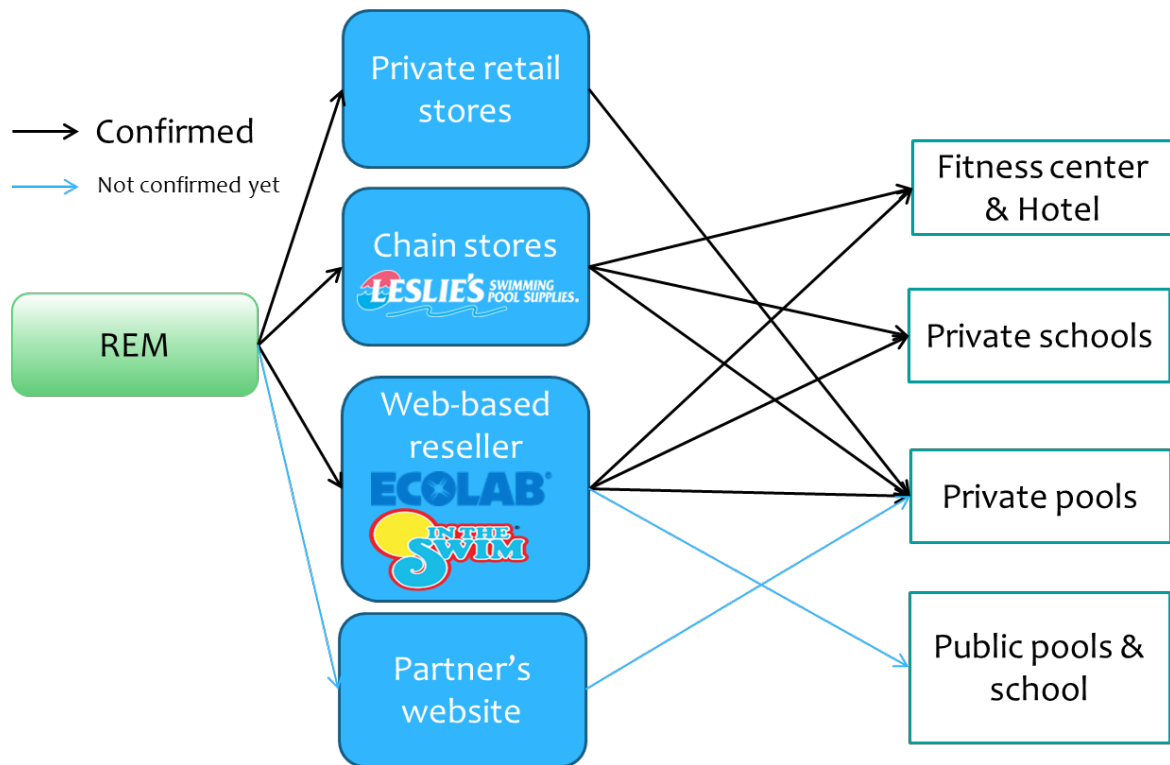 Private retail
stores
Confirmed
Not confirmed yet
Fitness center
& Hotel
Chain stores
LESLIE'S SWIMMING
POOL SUPPLIES.
REM
Private schools
Web-based
reseller
ECOLAB®
IN THE
SWIM
Private pools
Partner's
website
Public pools &
school